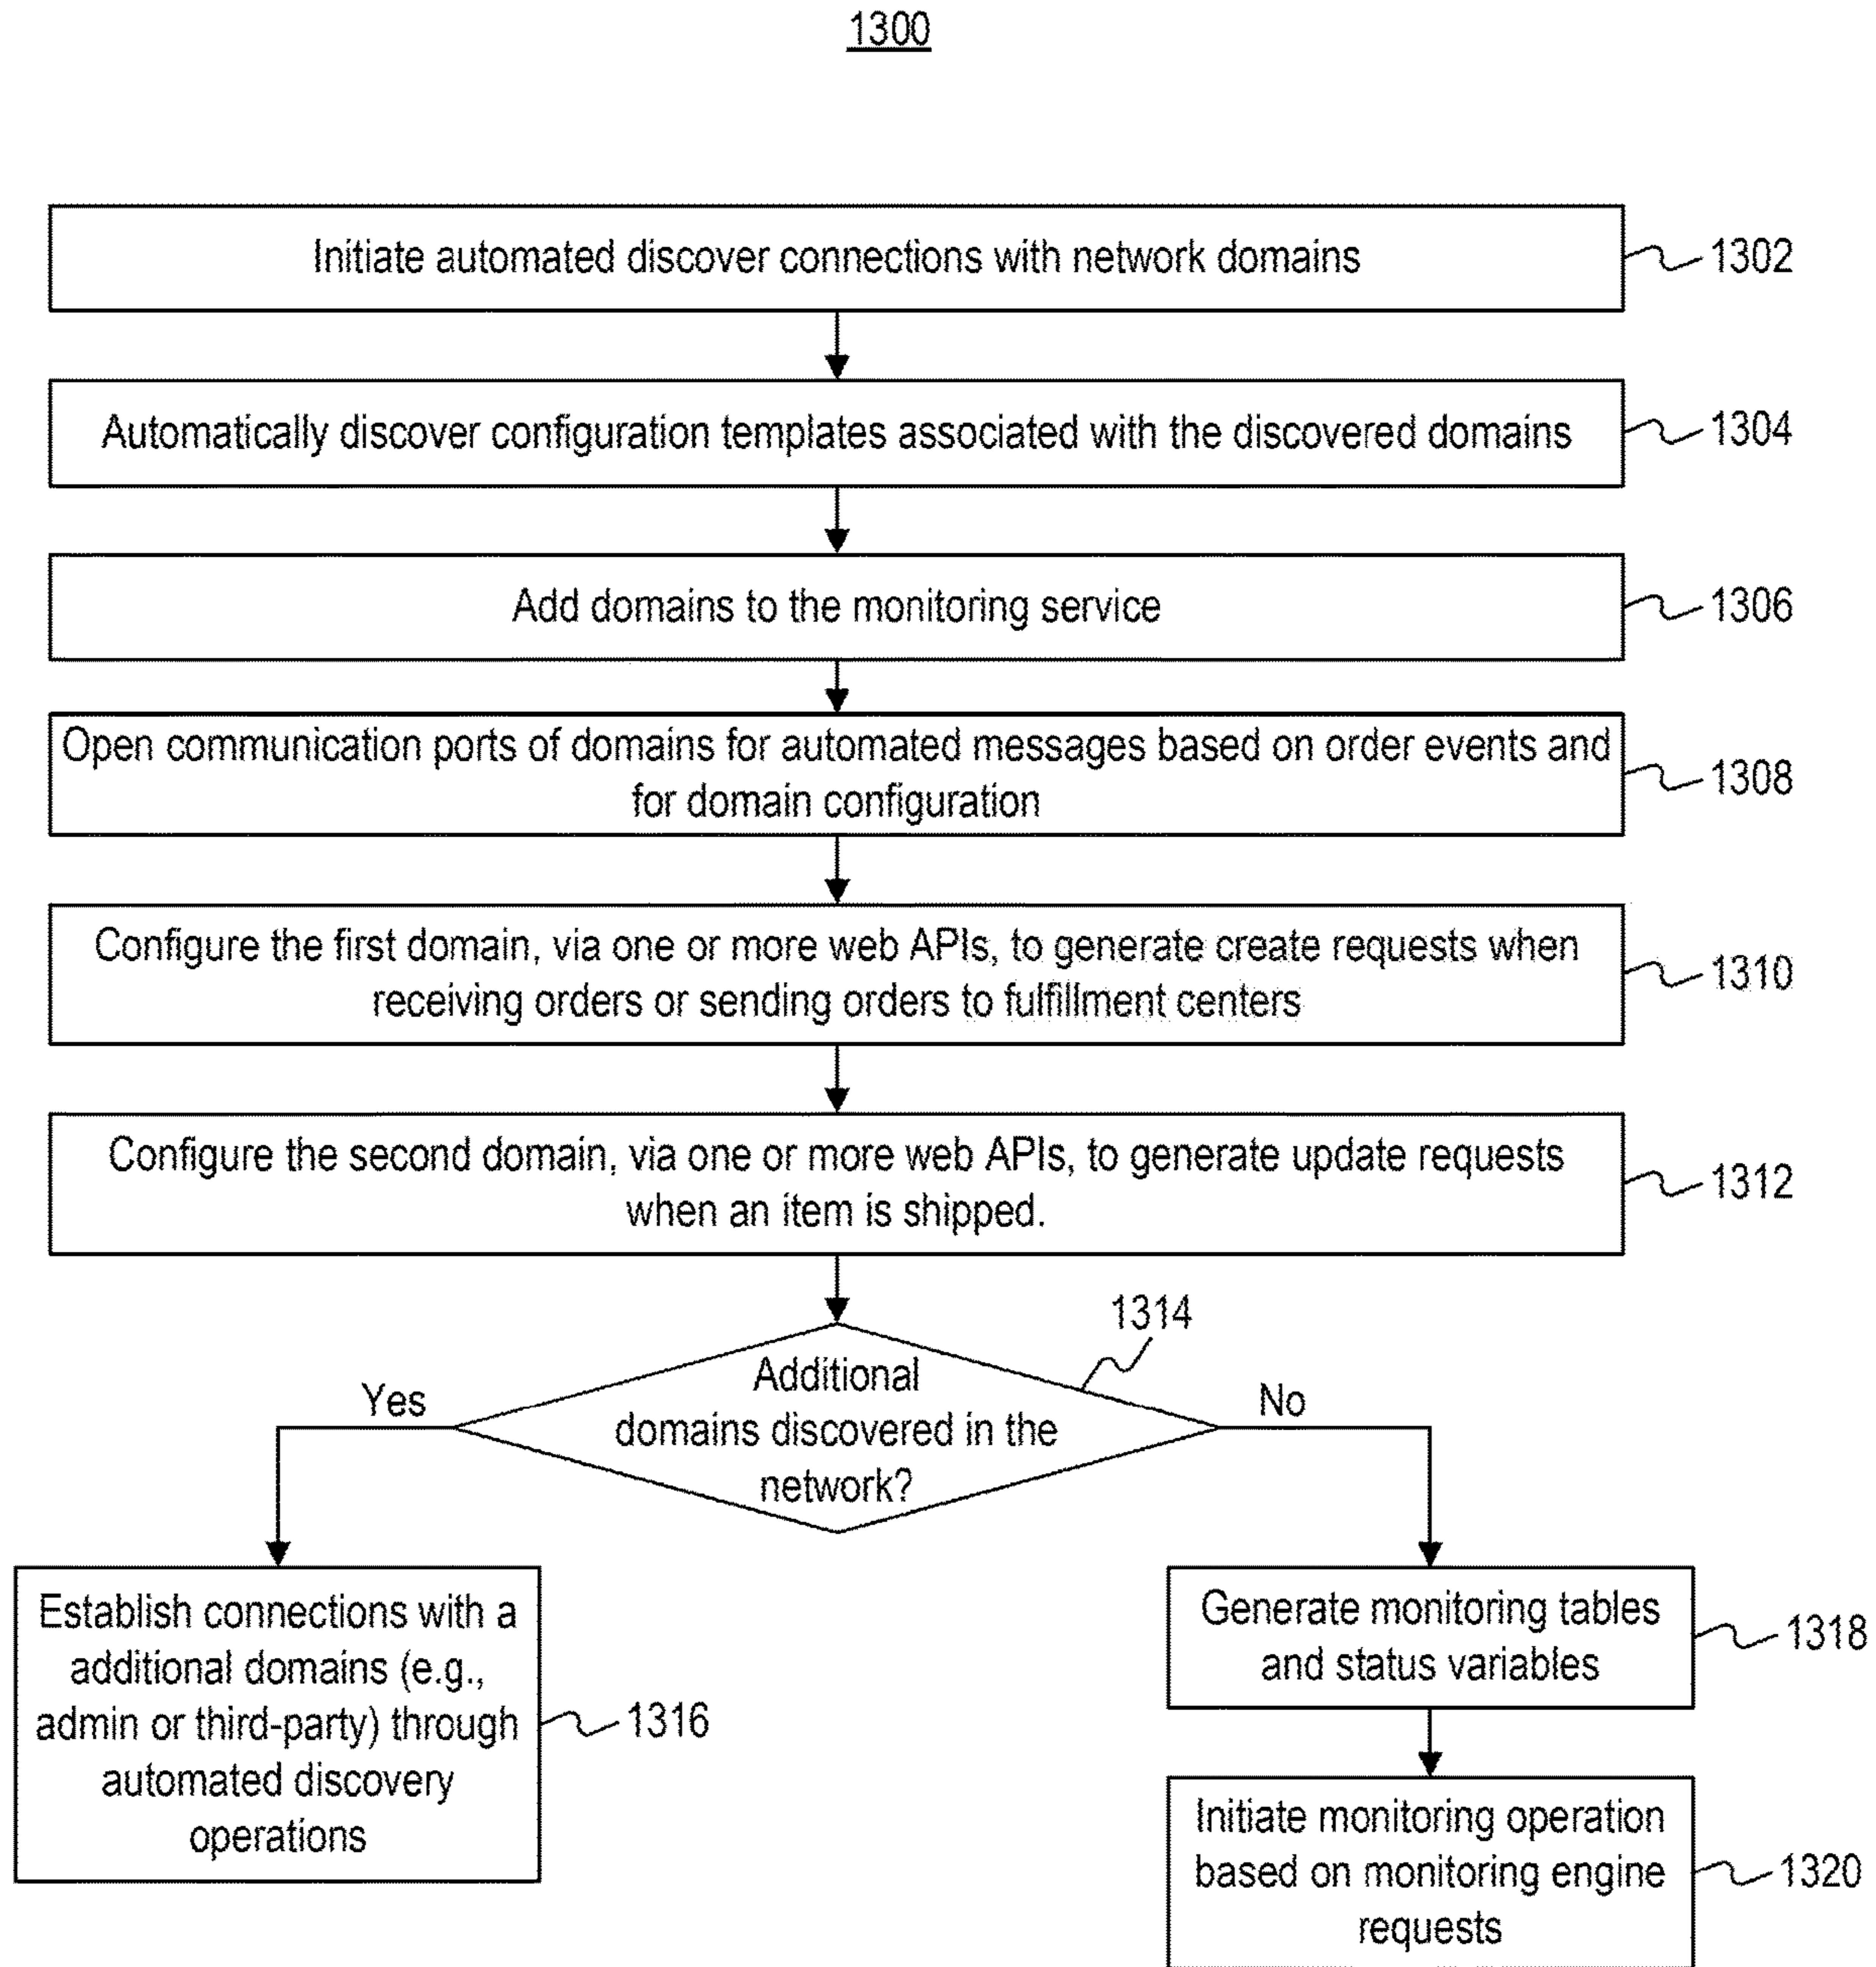 1300
Initiate automated discover connections with network domains
1302
Automatically discover configuration templates associated with the discovered domains
1304
Add domains to the monitoring service
1306
Open communication ports of domains for automated messages based on order events and
for domain configuration
1308
Configure the first domain, via one or more web APIs, to generate create requests when
receiving orders or sending orders to fulfillment centers
1310
Configure the second domain, via one or more web APIs, to generate update requests
when an item is shipped.
1312
1314
Additional
domains discovered in the
network?
Yes
No
Establish connections with a
additional domains (e.g.,
admin or third-party) through
automated discovery
operations
1316
Generate monitoring tables
and status variables
1318
Initiate monitoring operation
based on monitoring engine
requests
1320